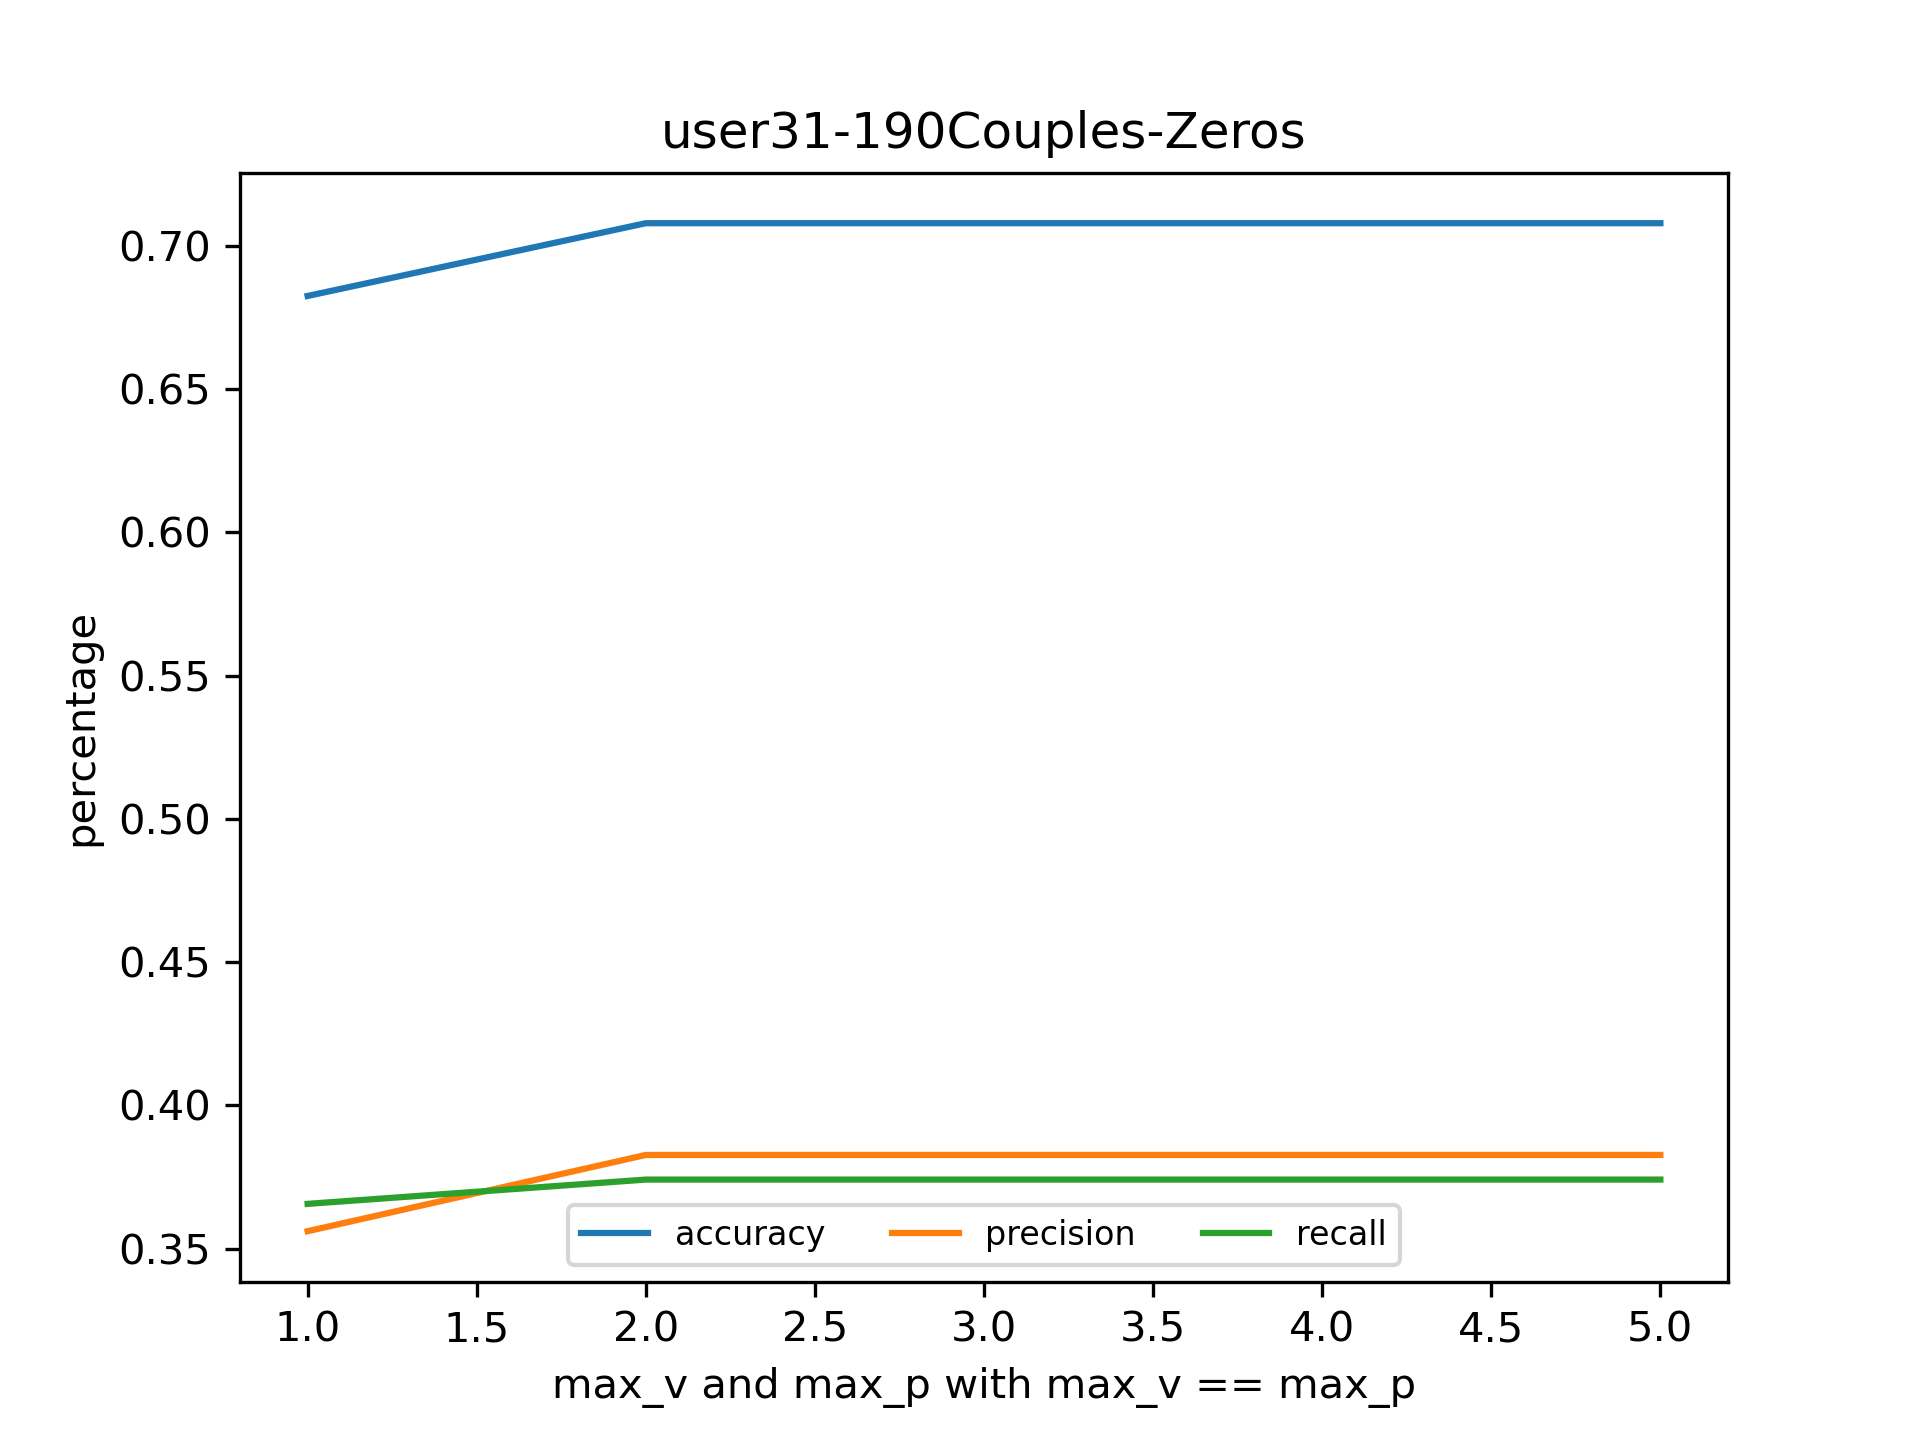 user31-190Couples-Zeros
percentage
0.70
0.65
0.60
0.55
0.50
0.45
0.40
0.35
accuracy precision recall
1.0 1.5 2.0 2.5 3.0 3.5 4.0 4.5 5.0
max_v and max_p with max_v == max_p